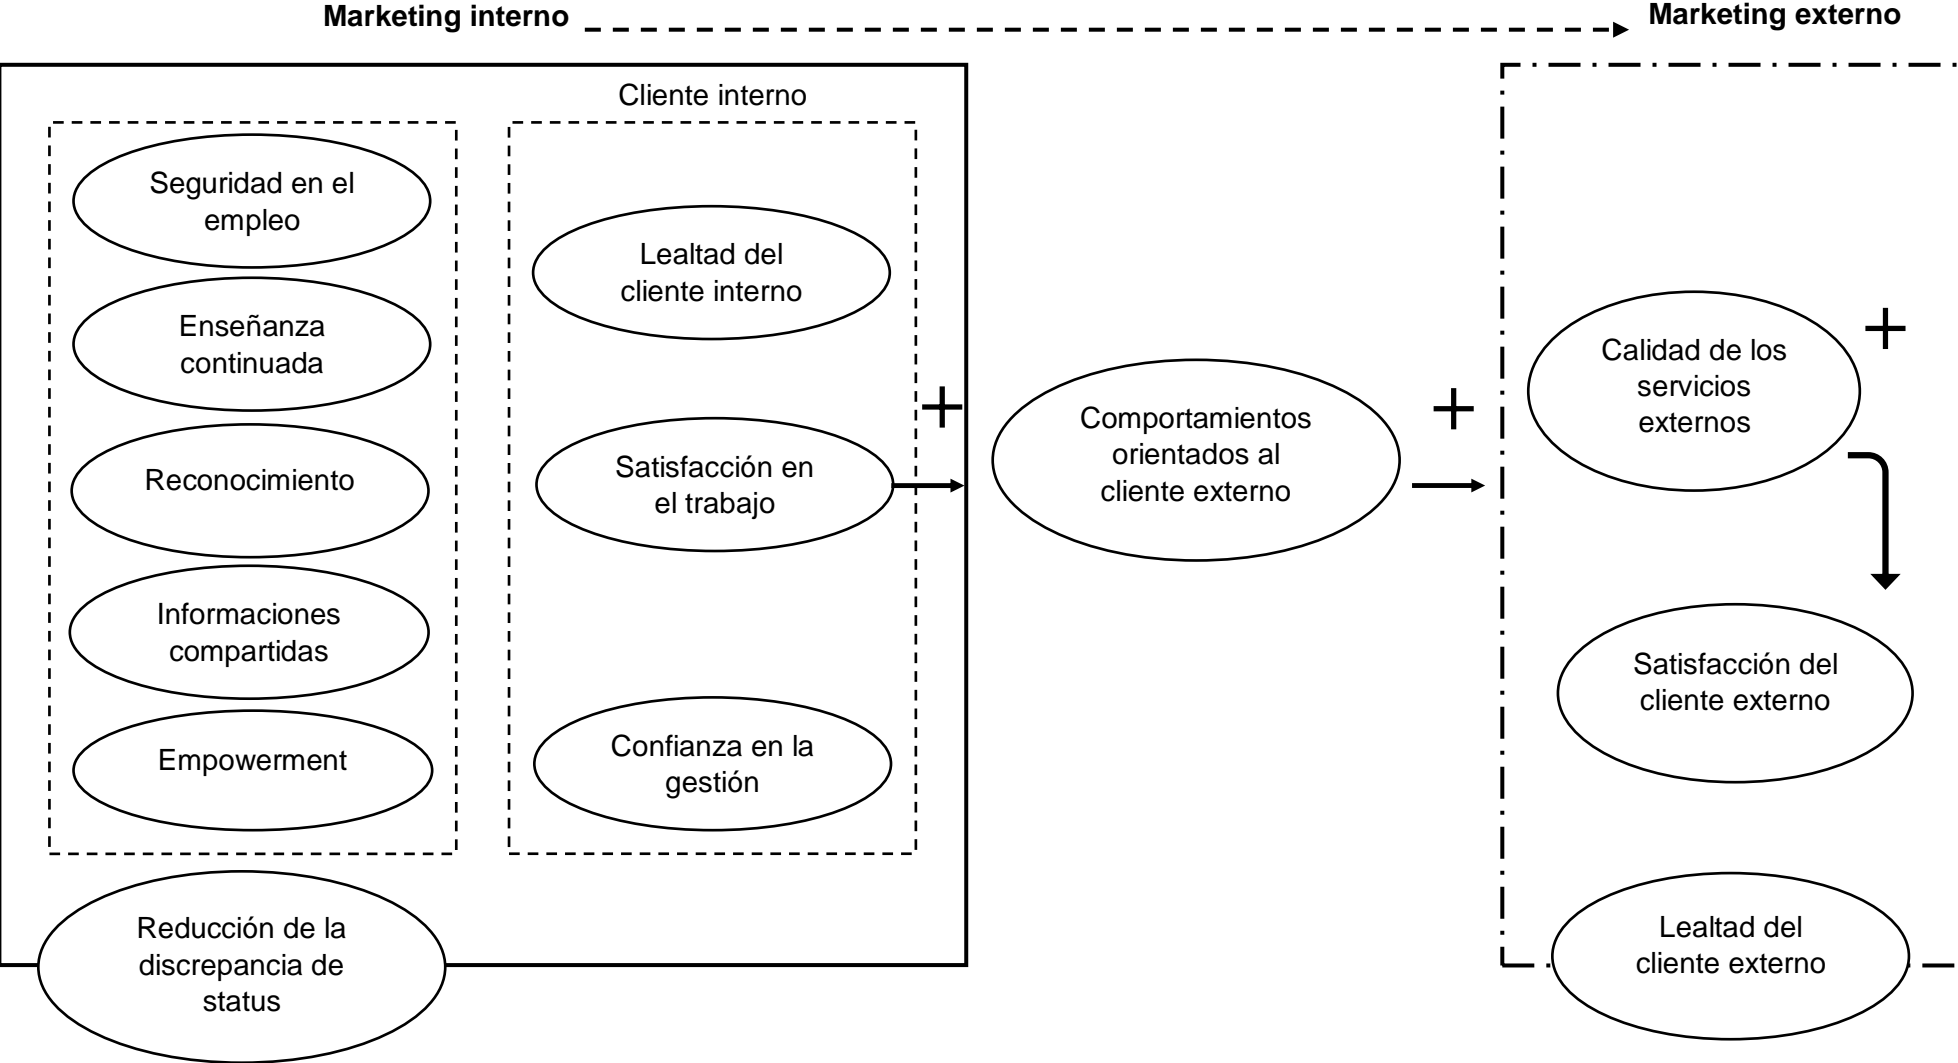 Marketing interno
Marketing externo
Cliente interno
Seguridad en el
empleo
Enseñanza
continuada
Reconocimiento
Informaciones
compartidas
Empowerment
Reducción de la
discrepancia de
status
Lealtad del
cliente interno
Satisfacción en
el trabajo
Confianza en la
gestión
+
Comportamientos
orientados al
cliente externo
+
Calidad de los
servicios
externos
+
Satisfacción del
cliente externo
Lealtad del
cliente externo